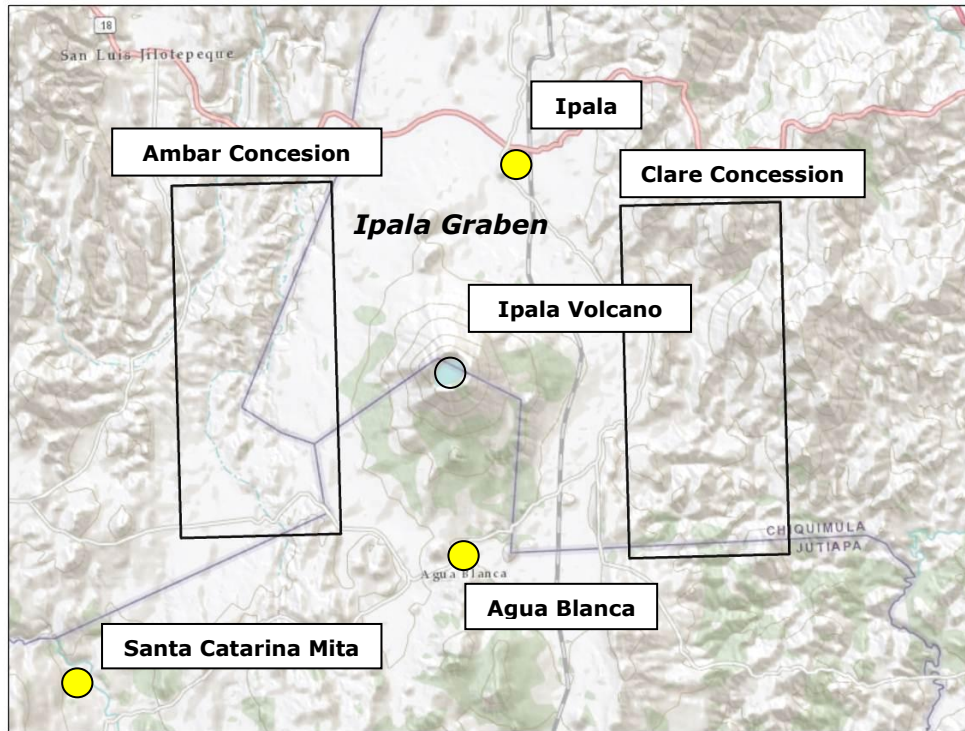 18
San Luis Jilotepeque
Ipala
Ambar Concesion
Clare Concession
Ipala Graben
Ipala Volcano
CHIQUIMULA
JUTIAPA
Agua Blanca
Agua Blanca
Santa Catarina Mita